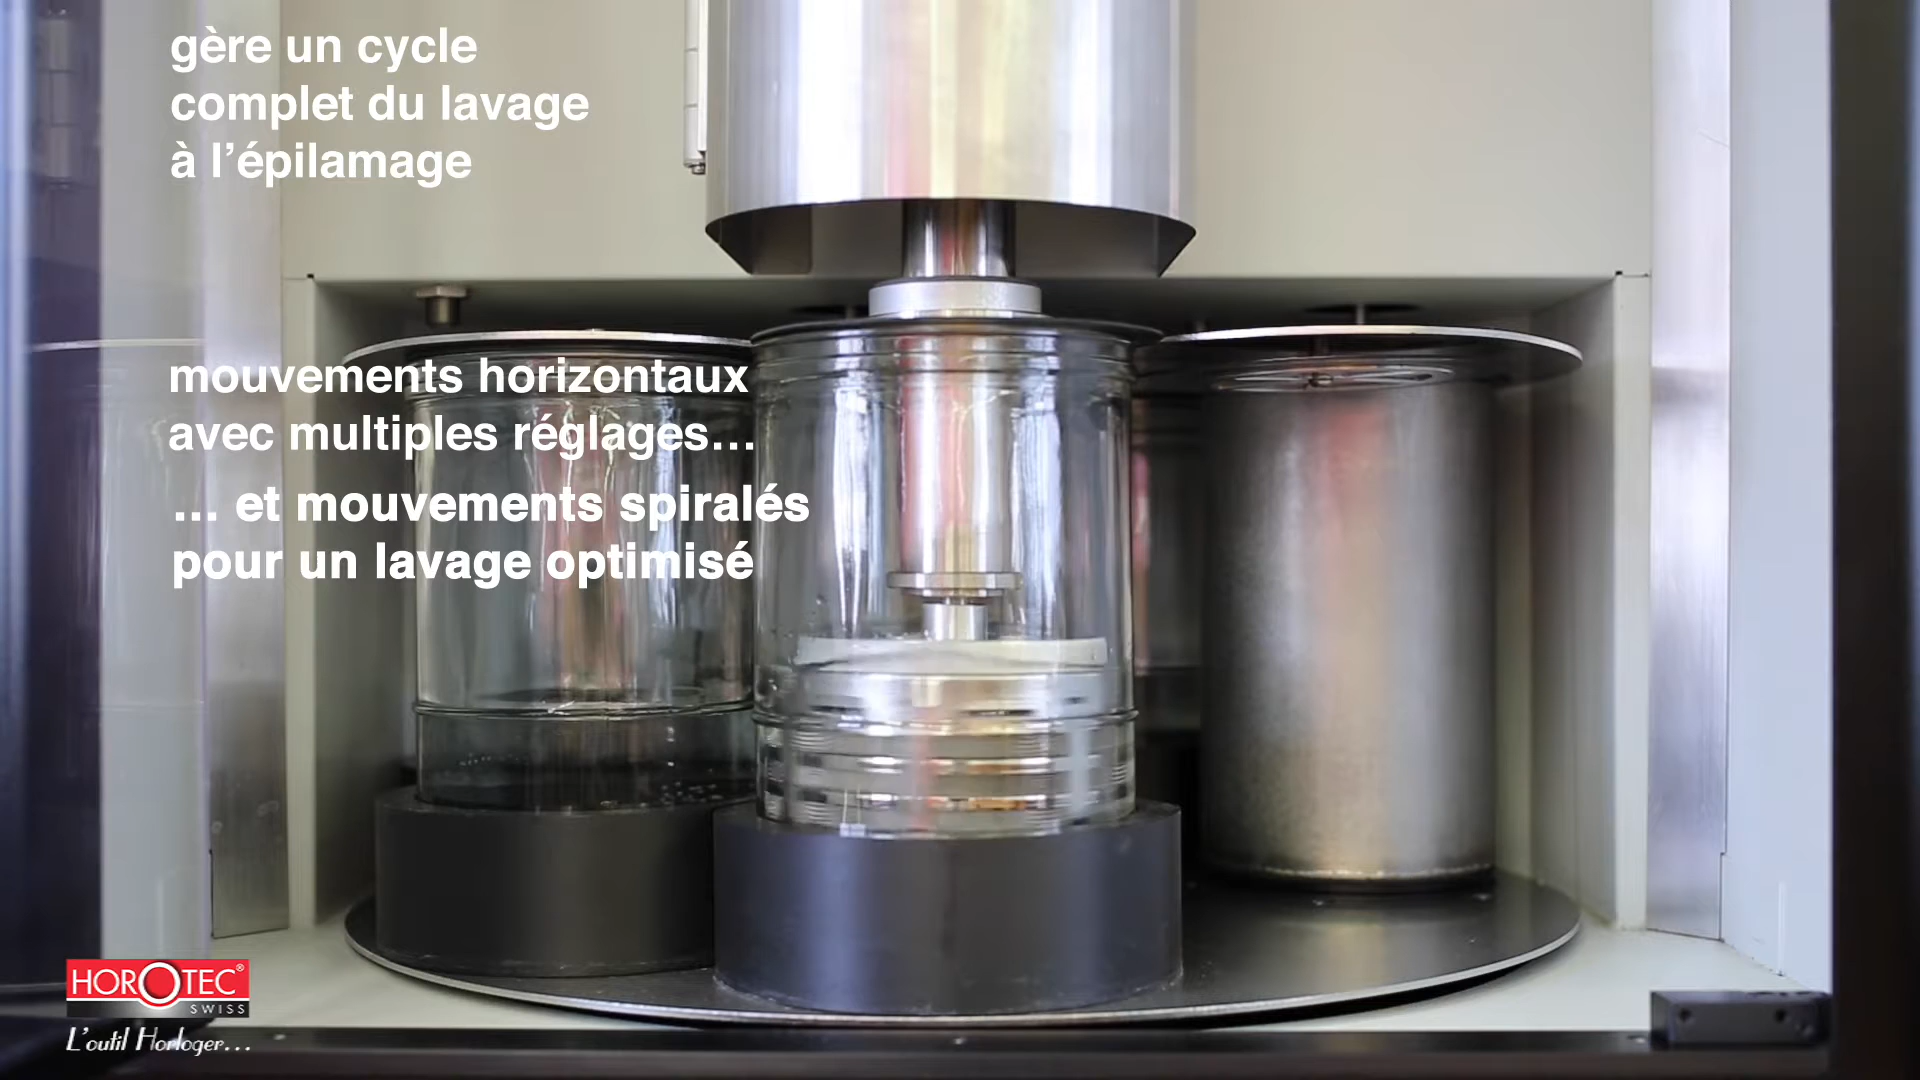 gère un cycle
complet du lavage
à l’épilamage
mouvements horizontaux
avec multiples réglages…
… et mouvements spiralés
pour un lavage optimisé
HOROTEC®
SWISS
L'outil Horloger...